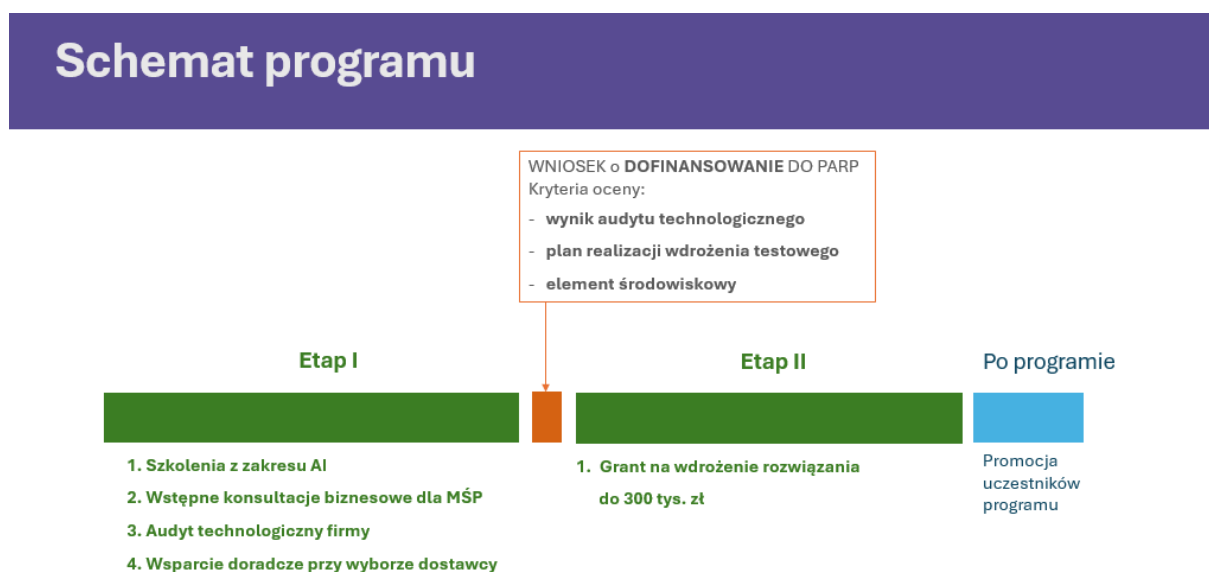 Schemat programu
WNIOSEK o DOFINANSOWANIE DO PARP
Kryteria oceny:
- wynik audytu technologicznego
- plan realizacji wdrożenia testowego
- element środowiskowy
Etap I
Etap II
Po programie
1. Szkolenia z zakresu AI
2. Wstępne konsultacje biznesowe dla MŚP
3. Audyt technologiczny firmy
4. Wsparcie doradcze przy wyborze dostawcy
1. Grant na wdrożenie rozwiązania
do 300 tys. zł
Promocja
uczestników
programu